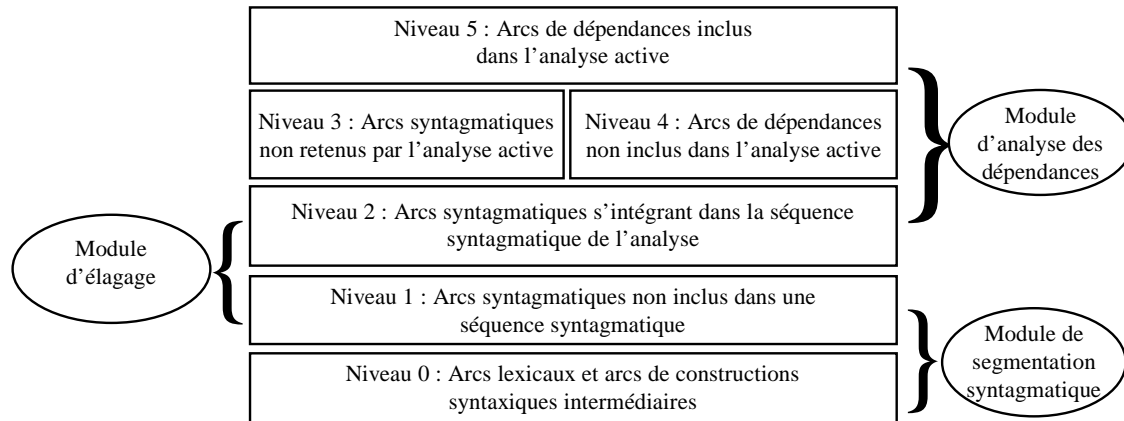 Niveau 5 : Arcs de dépendances inclus
dans l’analyse active
Niveau 3 : Arcs syntagmatiques
non retenus par l’analyse active
Niveau 4 : Arcs de dépendances
non inclus dans l’analyse active
Module
d’analyse des
dépendances
Niveau 2 : Arcs syntagmatiques s’intégrant dans la séquence
syntagmatique de l’analyse
Module
d’élagage
Niveau 1 : Arcs syntagmatiques non inclus dans une
séquence syntagmatique
Niveau 0 : Arcs lexicaux et arcs de constructions
syntaxiques intermédiaires
Module de
segmentation
syntagmatique